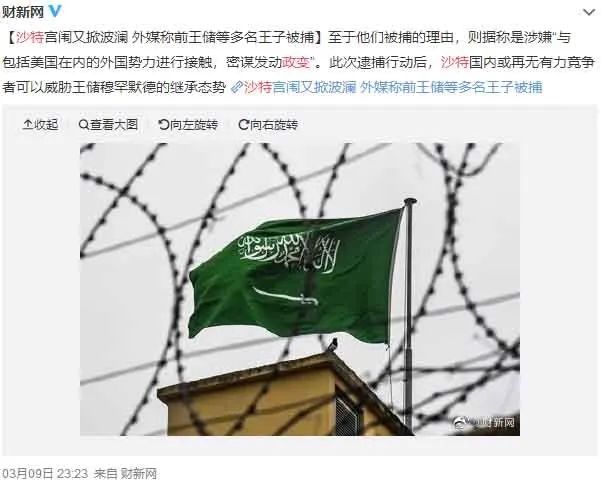 财新网
【沙特宫闱又掀波澜 外媒称前王储等多名王子被捕】至于他们被捕的理由，则据称是涉嫌“与
包括美国在内的外国势力进行接触，密谋发动政变”。此次逮捕行动后，沙特国内或再无有力竞争
者可以威胁王储穆罕默德的继承态势 沙特宫闱又掀波澜 外媒称前王储等多名王子被捕
收起 查看大图 向左旋转 向右旋转
لا إله إلا الله محمد رسول الله
@财新网
03月09日 23:23 来自 财新网